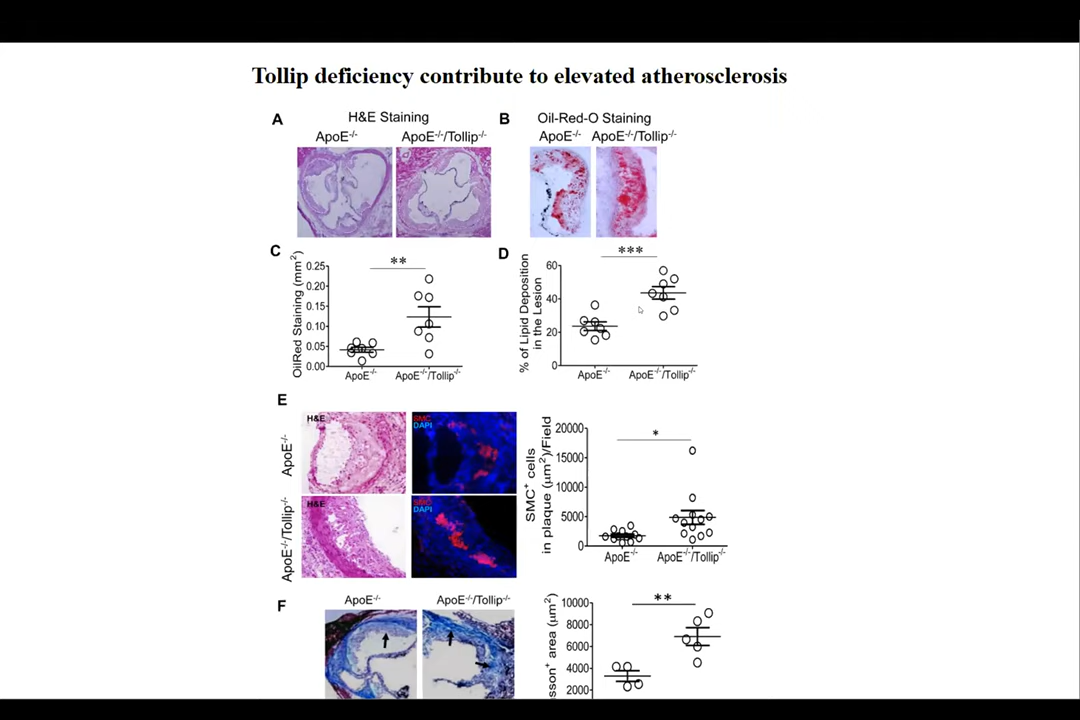 Tollip deficiency contribute to elevated atherosclerosis
A
H&E Staining
ApoE-/-
ApoE-/-/Tollip-/-
B
Oil-Red-O Staining
ApoE-/-
ApoE-/-/Tollip-/-
C
OilRed Staining (mm2)
0.25
0.20
0.15
0.10
0.05
0.00
**
ApoE-/-
ApoE-/-/Tollip-/-
D
% of Lipid Deposition
in the Lesion
60
40
20
0
***
ApoE-/-
ApoE-/-/Tollip-/-
E
ApoE-/-
H&E
SMC
DAPI
ApoE-/-/Tollip-/-
H&E
SMC
DAPI
SMC+ cells
in plaque (μm2)/Field
20000
15000
10000
5000
0
*
ApoE-/-
ApoE-/-/Tollip-/-
F
ApoE-/-
ApoE-/-/Tollip-/-
sson+ area (μm2)
10000
8000
6000
4000
2000
**